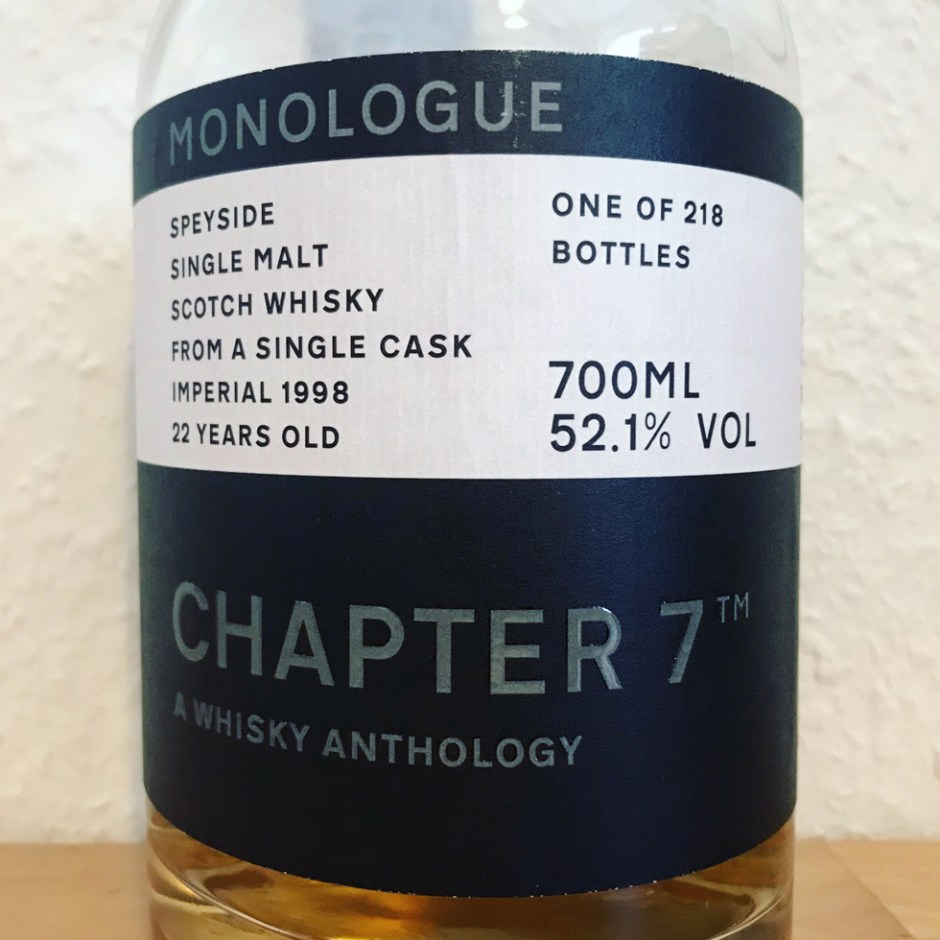 MONOLOGUE
SPEYSIDE
SINGLE MALT
SCOTCH WHISKY
FROM A SINGLE CASK
IMPERIAL 1998
22 YEARS OLD
ONE OF 218
BOTTLES
700ML
52.1% VOL
CHAPTER 7™
A WHISKY ANTHOLOGY